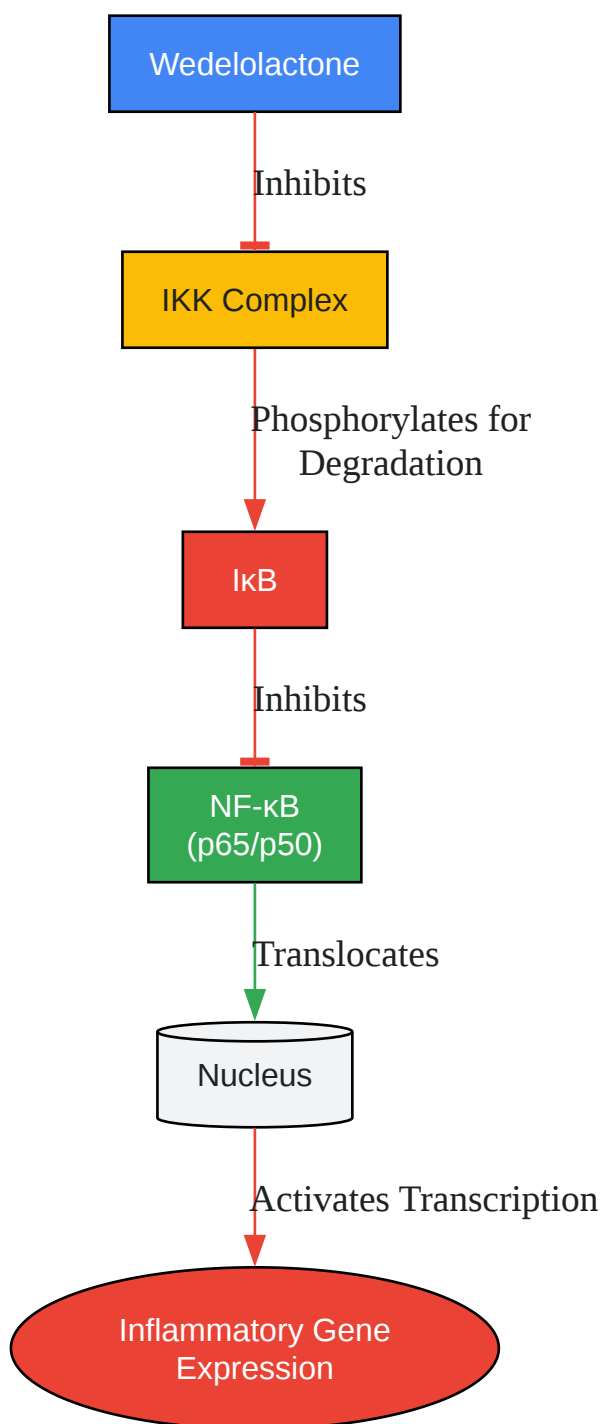 Wedelolactone
Inhibits
IKK Complex
Phosphorylates for
Degradation
IκB
Inhibits
NF-κB
(p65/p50)
Translocates
Nucleus
Activates Transcription
Inflammatory Gene
Expression